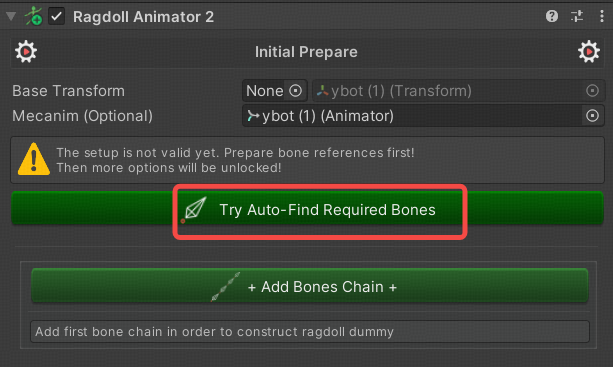 Ragdoll Animator 2
Initial Prepare
Base Transform None ybot (1) (Transform)
Mecanim (Optional) ybot (1) (Animator)
The setup is not valid yet. Prepare bone references first!
Then more options will be unlocked!
Try Auto-Find Required Bones
+ Add Bones Chain +
Add first bone chain in order to construct ragdoll dummy